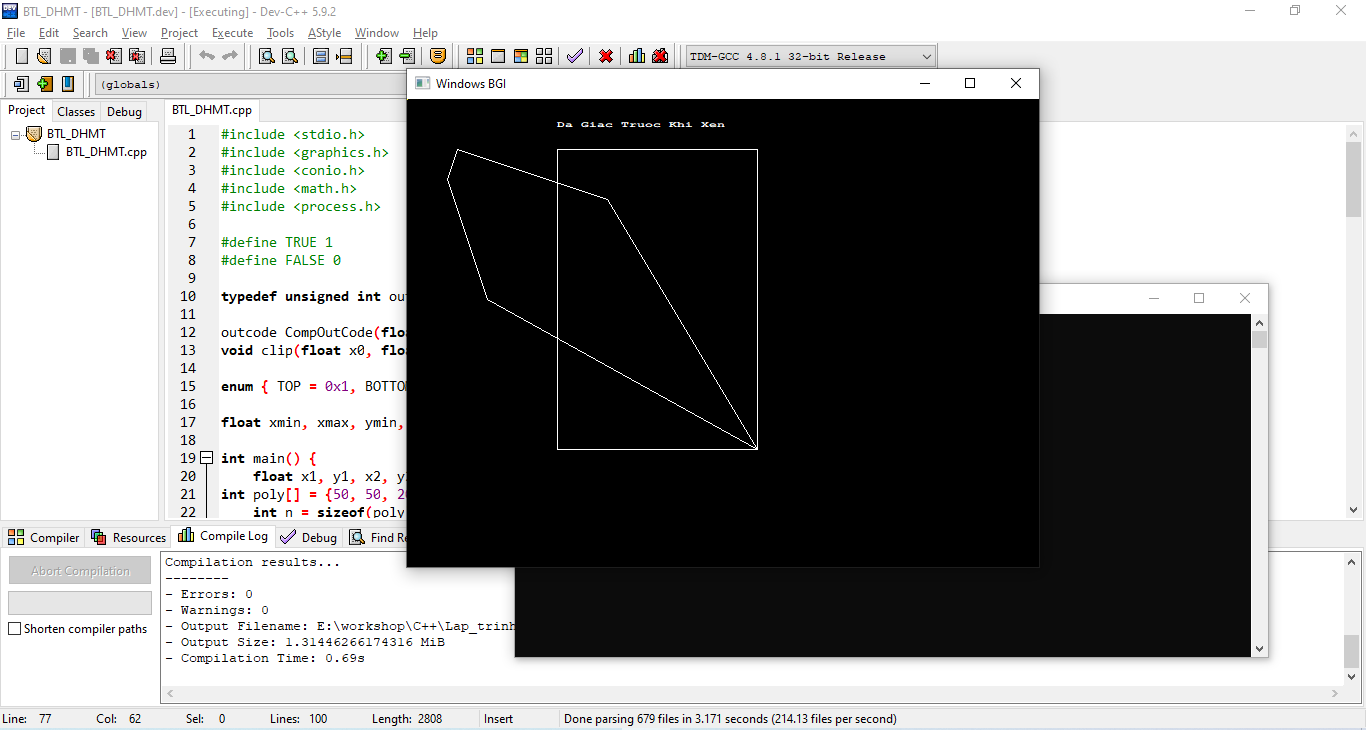 BTL_DHMT - [BTL_DHMT.dev] - [Executing] - Dev-C++ 5.9.2
File Edit Search View Project Execute Tools AStyle Window Help
TDM-GCC 4.8.1 32-bit Release
(globals)
Windows BGI
Project Classes Debug
BTL_DHMT.cpp
BTL_DHMT
BTL_DHMT.cpp
Da Giac Truoc Khi Xen
1 #include <stdio.h>
2 #include <graphics.h>
3 #include <conio.h>
4 #include <math.h>
5 #include <process.h>
6
7 #define TRUE 1
8 #define FALSE 0
9
10 typedef unsigned int ou
11
12 outcode CompOutCode(flo
13 void clip(float x0, flo
14
15 enum { TOP = 0x1, BOTTO
16
17 float xmin, xmax, ymin,
18
19 int main() {
20 float x1, y1, x2, y
21 int poly[] = {50, 50, 2
22 int n = sizeof(poly
Compiler Resources Compile Log Debug Find Re
Abort Compilation
Shorten compiler paths
Compilation results...
--------
- Errors: 0
- Warnings: 0
- Output Filename: E:\workshop\C++\Lap_trinh
- Output Size: 1.31446266174316 MiB
- Compilation Time: 0.69s
Line: 77 Col: 62 Sel: 0 Lines: 100 Length: 2808 Insert Done parsing 679 files in 3.171 seconds (214.13 files per second)